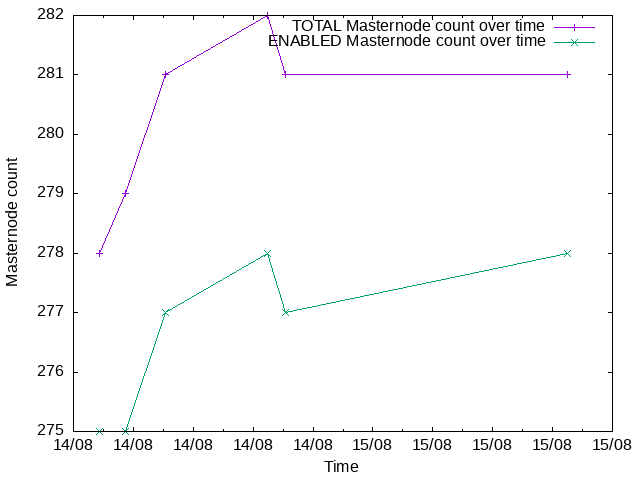 282
281
280
279
278
277
276
275
Masternode count
TOTAL Masternode count over time
ENABLED Masternode count over time
14/08 14/08 14/08 14/08 14/08 15/08 15/08 15/08 15/08 15/08
Time